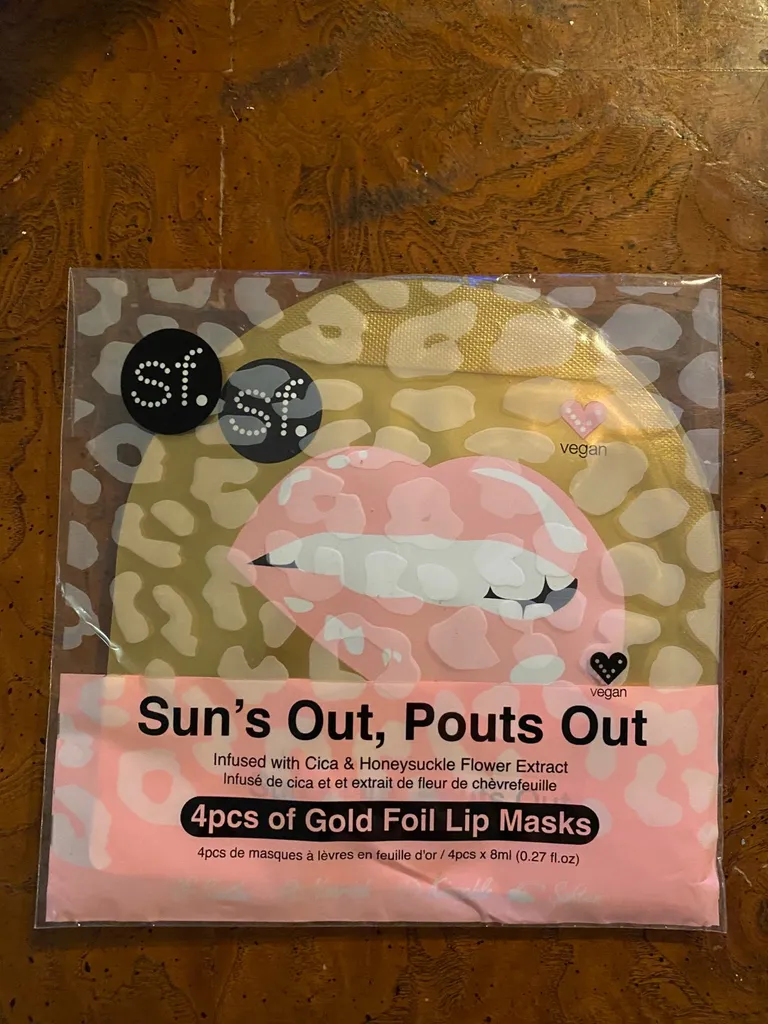 sf.
sf.
vegan
vegan
Sun's Out, Pouts Out
Infused with Cica & Honeysuckle Flower Extract
Infusé de cica et et extrait de fleur de chèvrefeuille
4pcs of Gold Foil Lip Masks
4pcs de masques à lèvres en feuille d'or / 4pcs x 8ml (0.27 fl.oz)